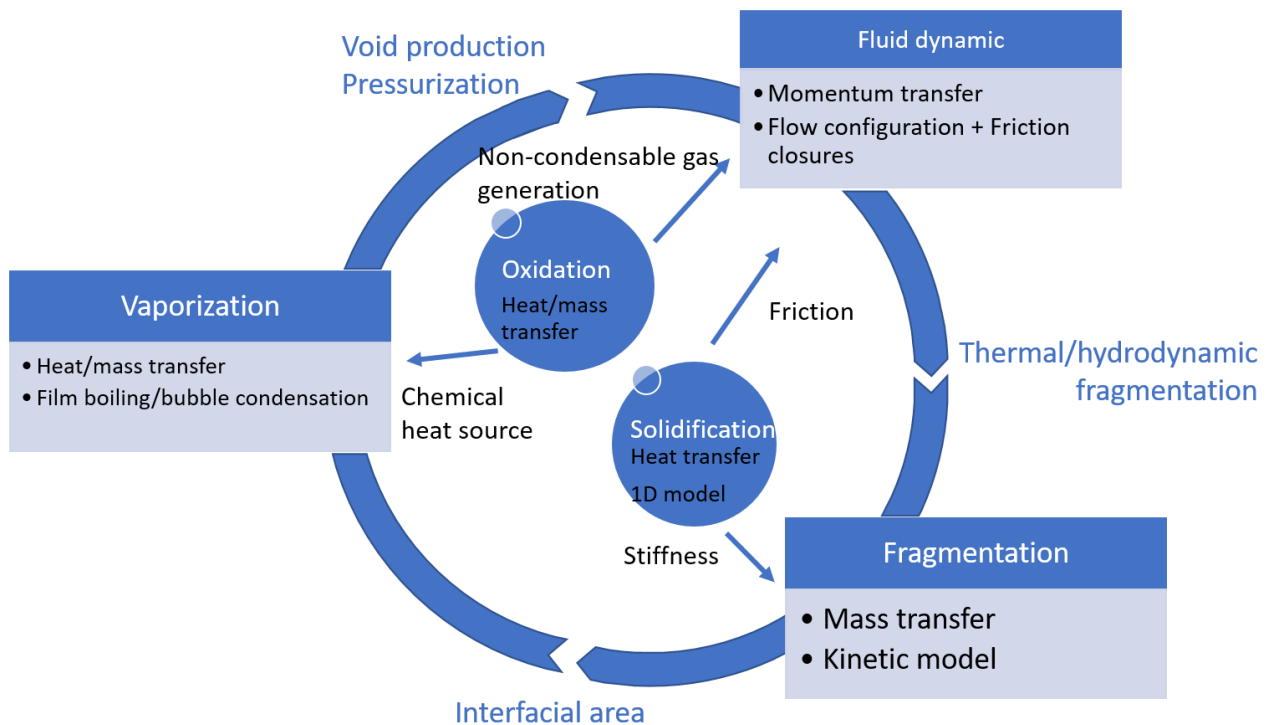 Void production
Pressurization
Fluid dynamic
• Momentum transfer
• Flow configuration + Friction
closures
Non-condensable gas
generation
Oxidation
Heat/mass
transfer
Vaporization
• Heat/mass transfer
• Film boiling/bubble condensation
Chemical
heat source
Friction
Thermal/hydrodynamic
fragmentation
Solidification
Heat transfer
1D model
Stiffness
Fragmentation
• Mass transfer
• Kinetic model
Interfacial area